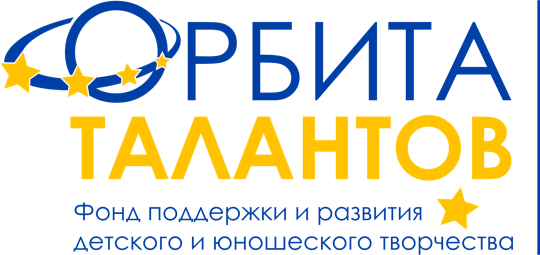 ОРБИТА
ТАЛАНТОВ
Фонд поддержки и развития
детского и юношеского творчества